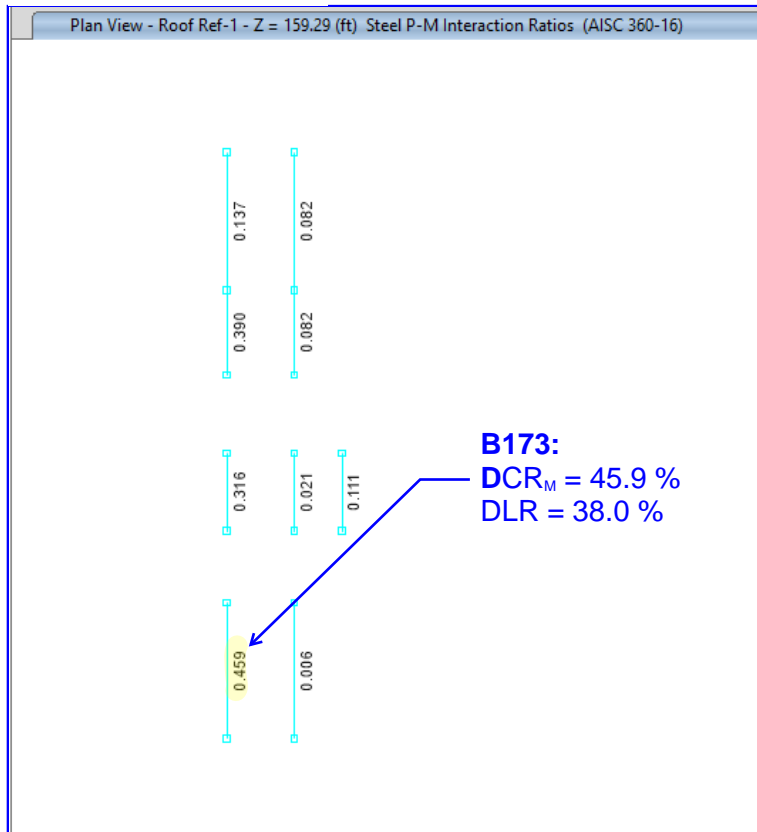 Plan View - Roof Ref-1 - Z = 159.29 (ft) Steel P-M Interaction Ratios (AISC 360-16)
0.137
0.082
0.390
0.082
0.316
0.021
0.111
B173:
DCRM = 45.9 %
DLR = 38.0 %
0.459
0.006